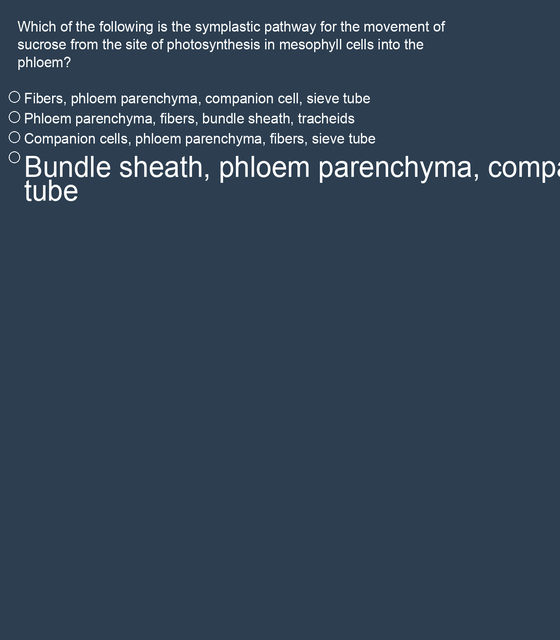 Which of the following is the symplastic pathway for the movement of
sucrose from the site of photosynthesis in mesophyll cells into the
phloem?
Fibers, phloem parenchyma, companion cell, sieve tube
Phloem parenchyma, fibers, bundle sheath, tracheids
Companion cells, phloem parenchyma, fibers, sieve tube
Bundle sheath, phloem parenchyma,
tube